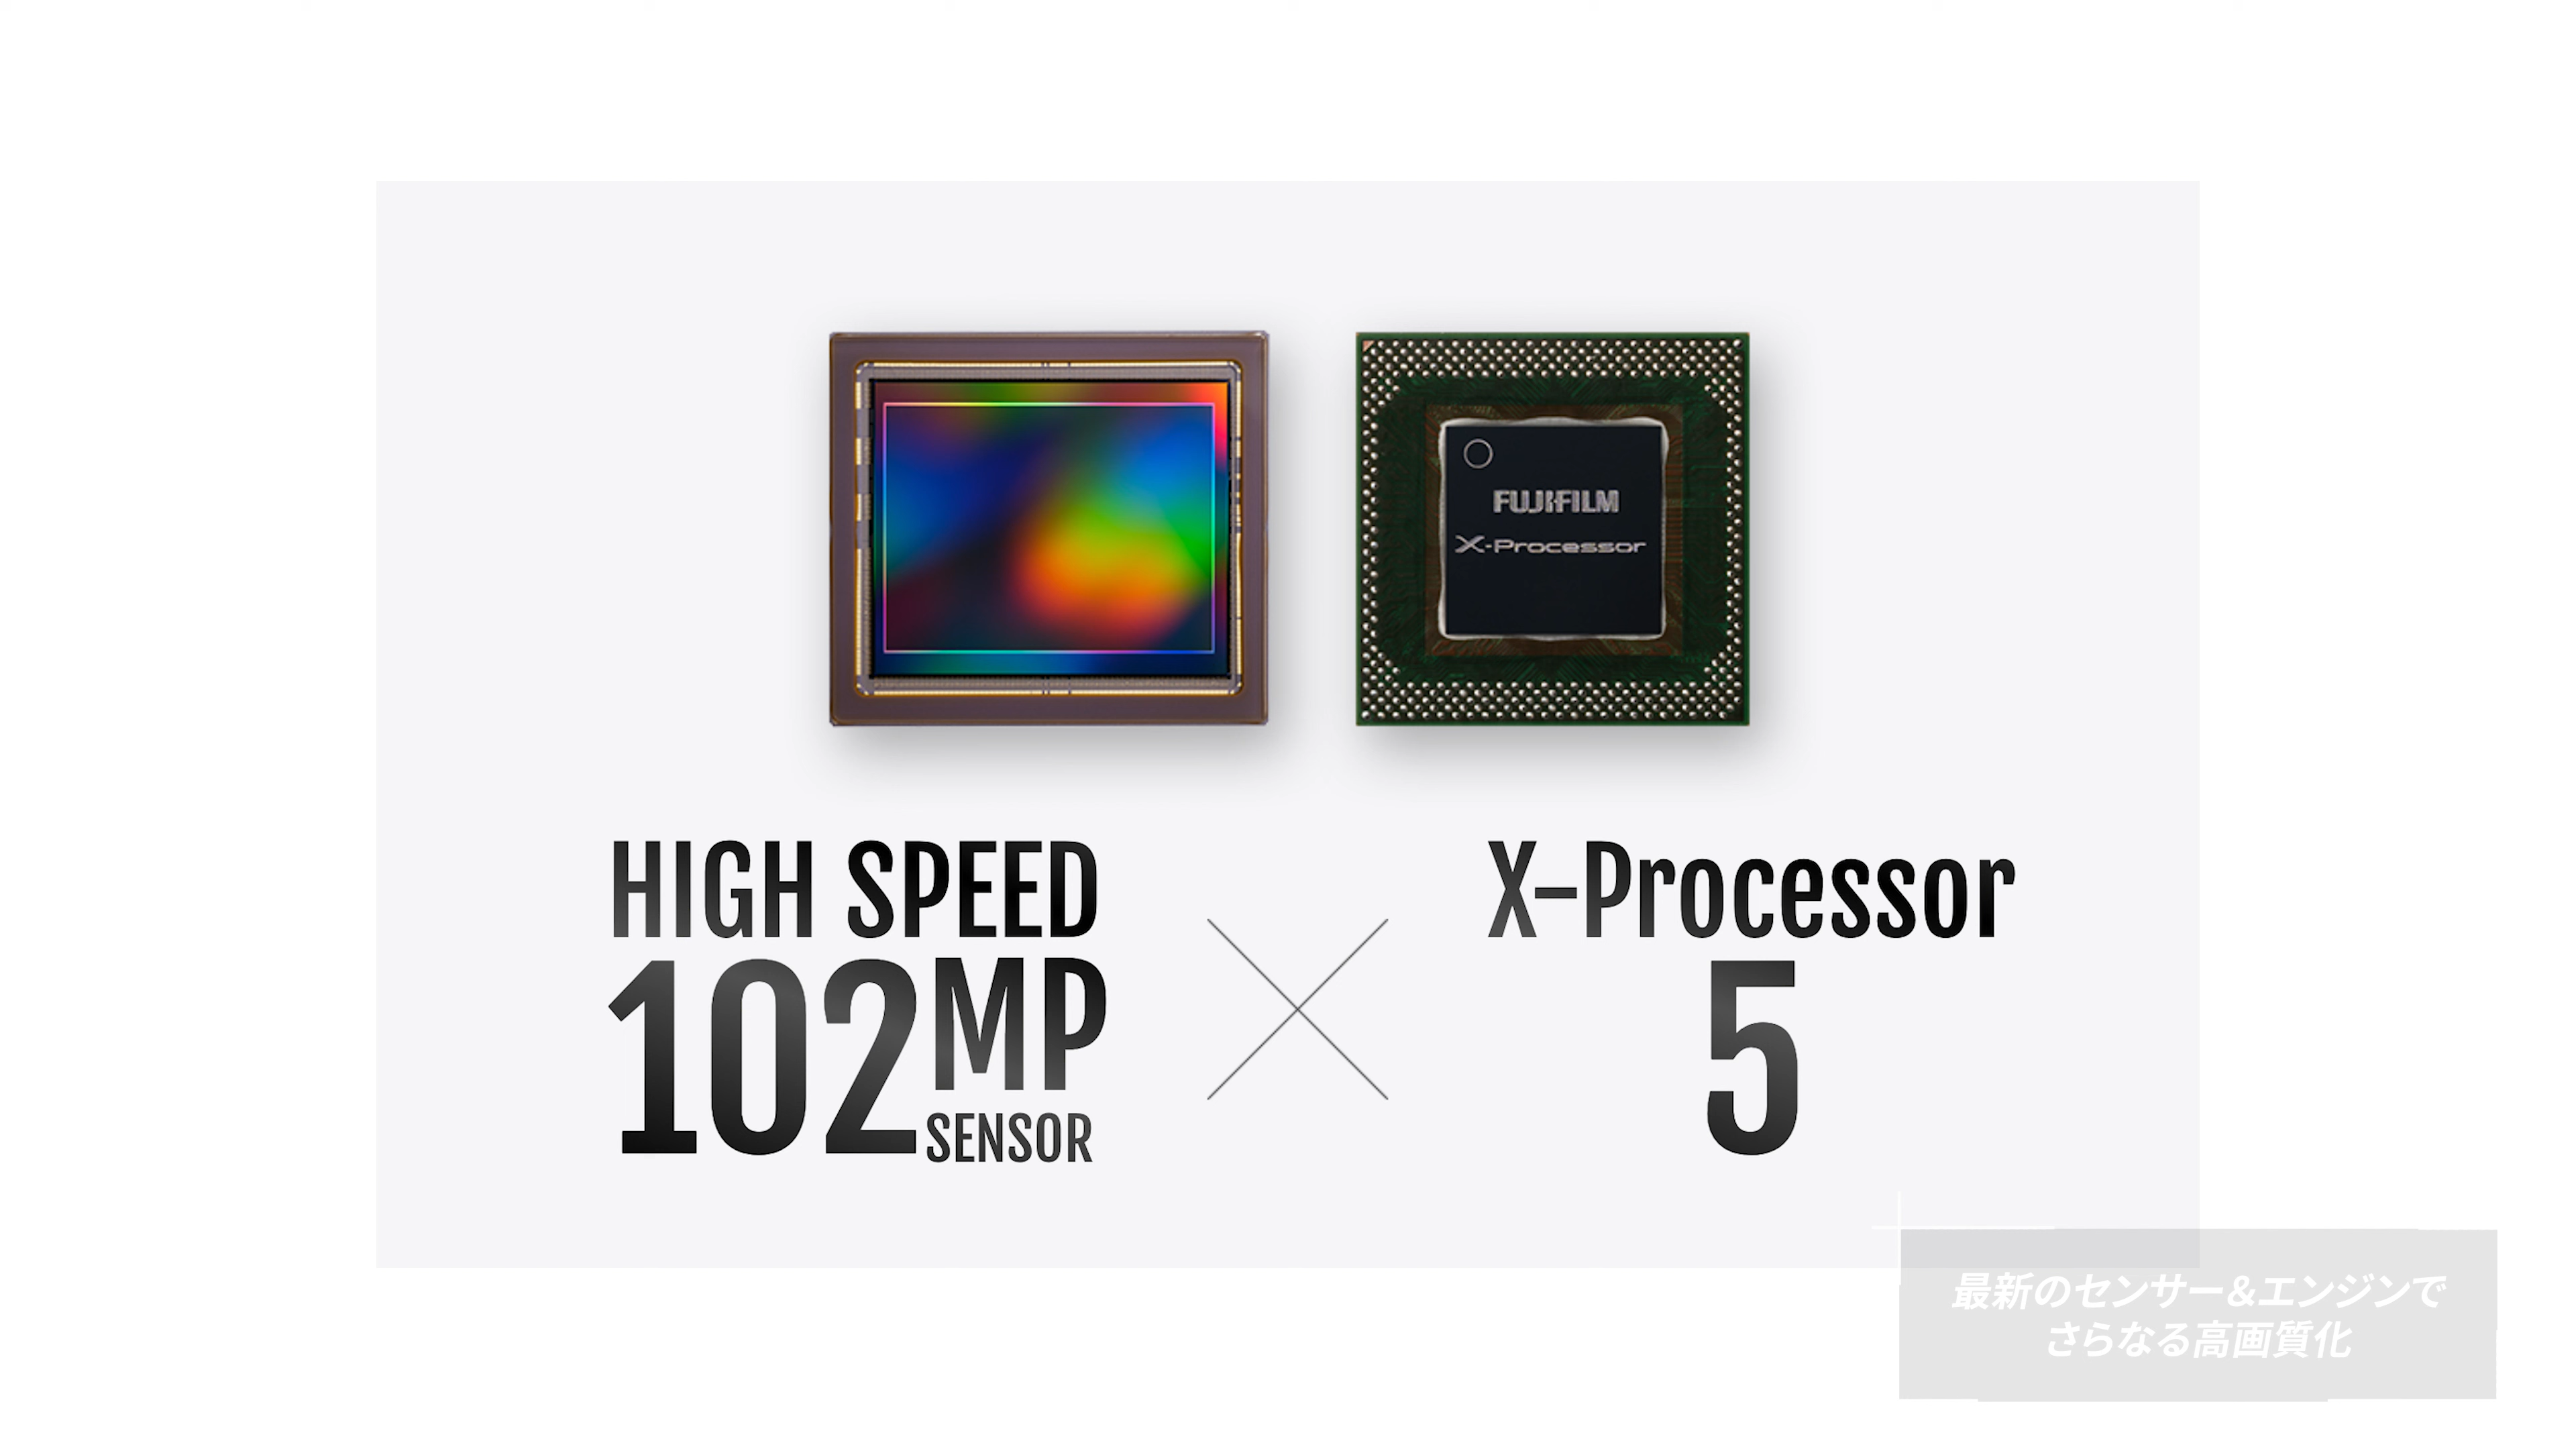 FUJIFILM
X-Processor
HIGH SPEED
102MP
SENSOR
X-Processor
5
最新のセンサー&エンジンで
さらなる高画質化